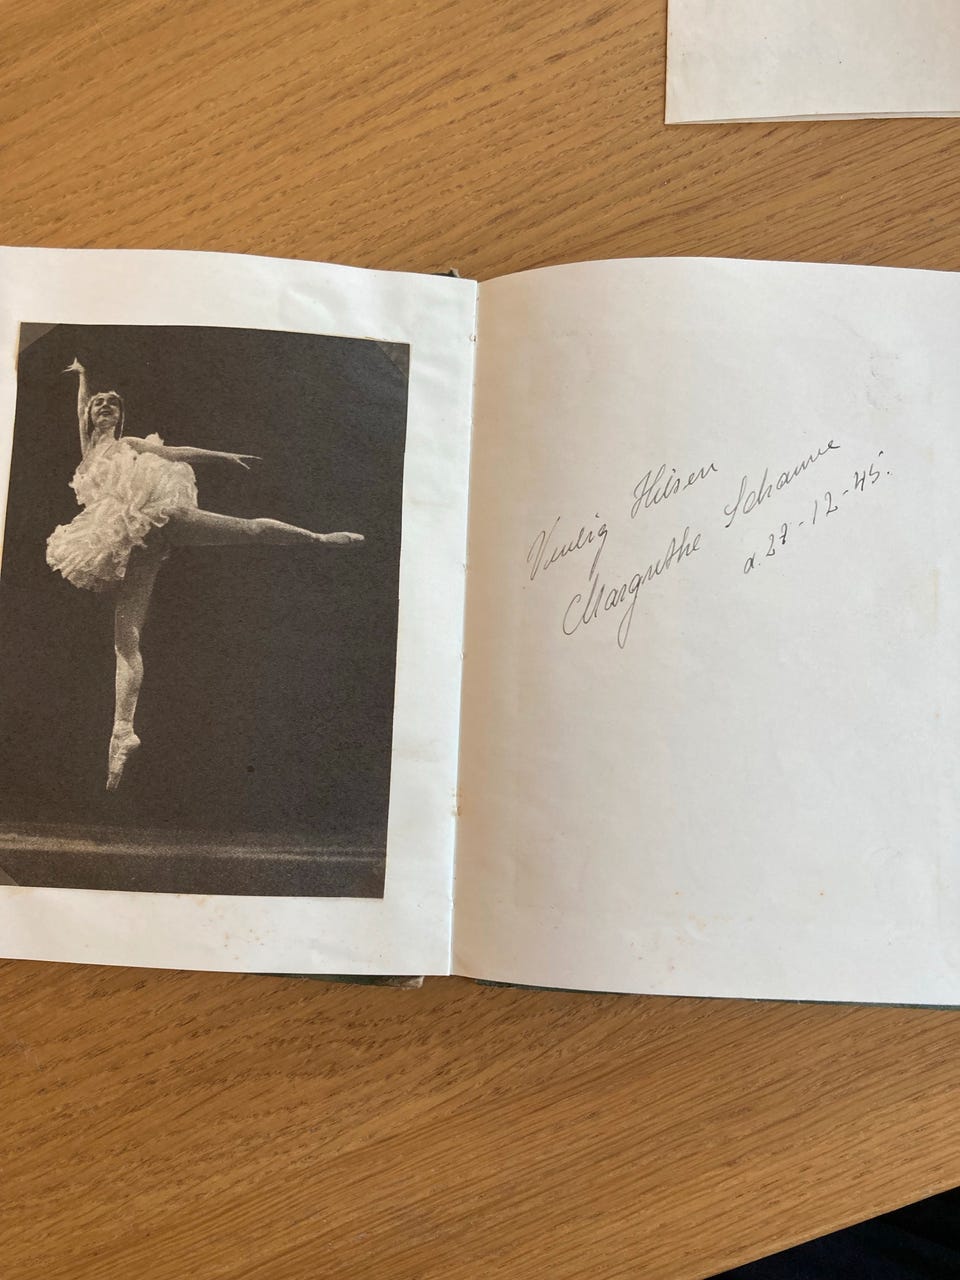 Venlig Hilsen
Margrethe Schanne
d. 27-12-45.